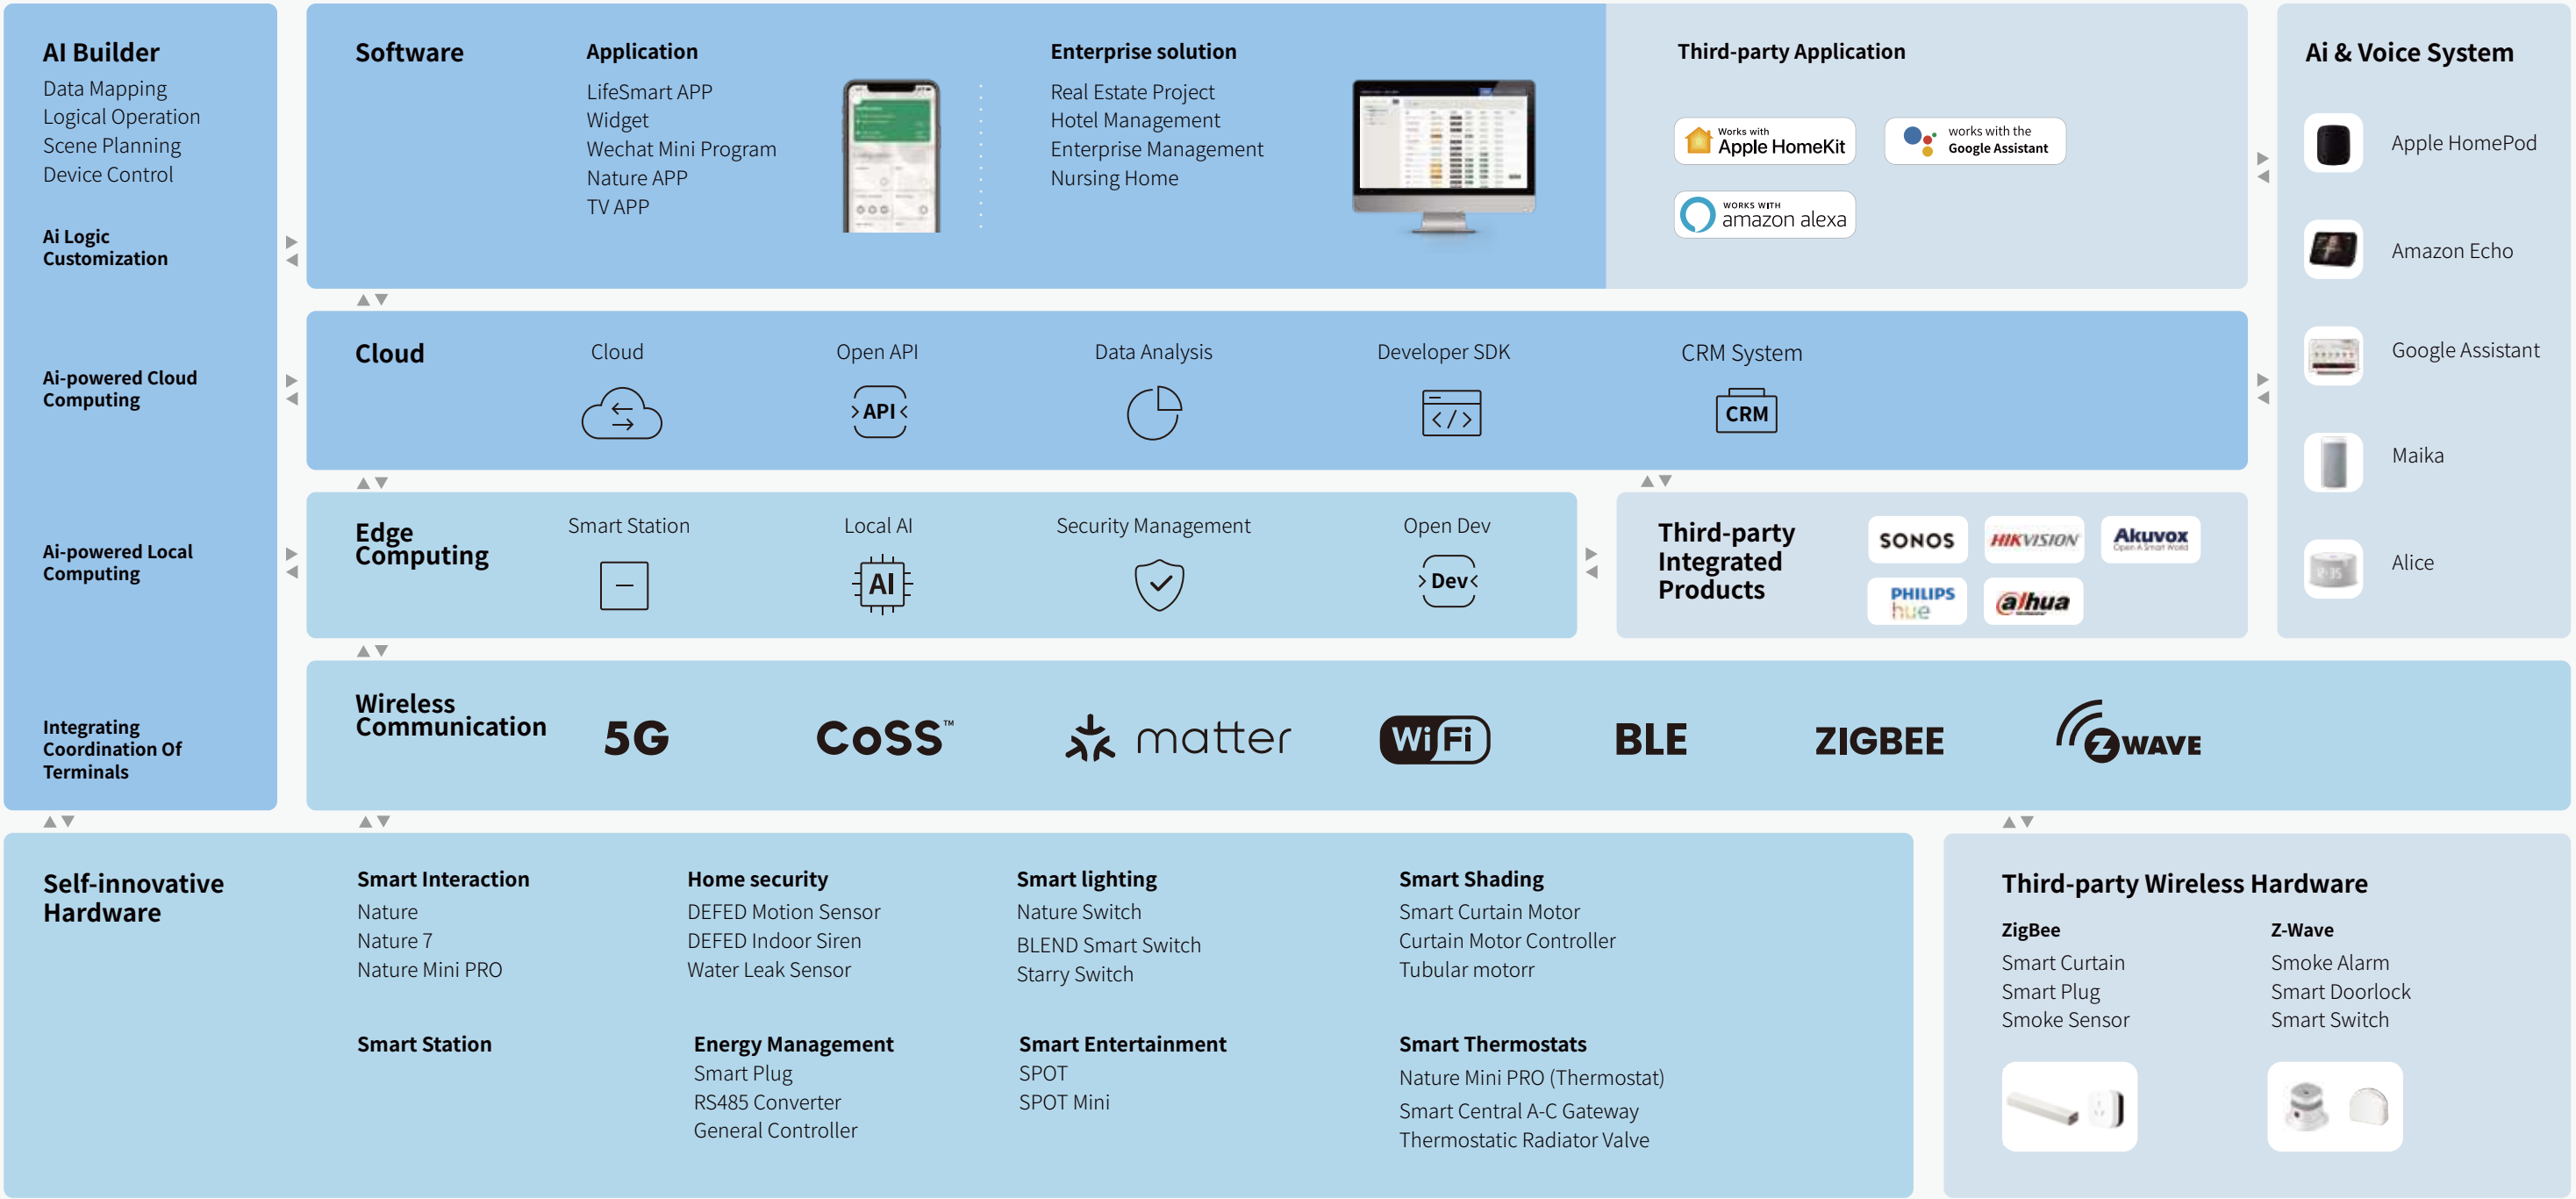 AI Builder
Data Mapping
Logical Operation
Scene Planning
Device Control
Ai Logic
Customization
Ai-powered Cloud
Computing
Ai-powered Local
Computing
Integrating
Coordination Of
Terminals
Software
Application
LifeSmart APP
Widget
Wechat Mini Program
Nature APP
TV APP
Enterprise solution
Real Estate Project
Hotel Management
Enterprise Management
Nursing Home
Third-party Application
Works with
Apple HomeKit
works with the
Google Assistant
WORKS WITH
amazon alexa
Ai & Voice System
Apple HomePod
Amazon Echo
Google Assistant
Maika
Alice
Cloud
Cloud
Open API
API
Data Analysis
Developer SDK
</>
CRM System
CRM
Edge
Computing
Smart Station
Local AI
AI
Security Management
Open Dev
Dev
Third-party
Integrated
Products
SONOS
HIKVISION
Akuvox
Open A Smart World
PHILIPS
hue
alhua
Wireless
Communication
5G
CoSS™
matter
WiFi
BLE
ZIGBEE
Z WAVE
Self-innovative
Hardware
Smart Interaction
Nature
Nature 7
Nature Mini PRO
Home security
DEFED Motion Sensor
DEFED Indoor Siren
Water Leak Sensor
Smart lighting
Nature Switch
BLEND Smart Switch
Starry Switch
Smart Shading
Smart Curtain Motor
Curtain Motor Controller
Tubular motorr
Smart Station
Energy Management
Smart Plug
RS485 Converter
General Controller
Smart Entertainment
SPOT
SPOT Mini
Smart Thermostats
Nature Mini PRO (Thermostat)
Smart Central A-C Gateway
Thermostatic Radiator Valve
Third-party Wireless Hardware
ZigBee
Smart Curtain
Smart Plug
Smoke Sensor
Z-Wave
Smoke Alarm
Smart Doorlock
Smart Switch